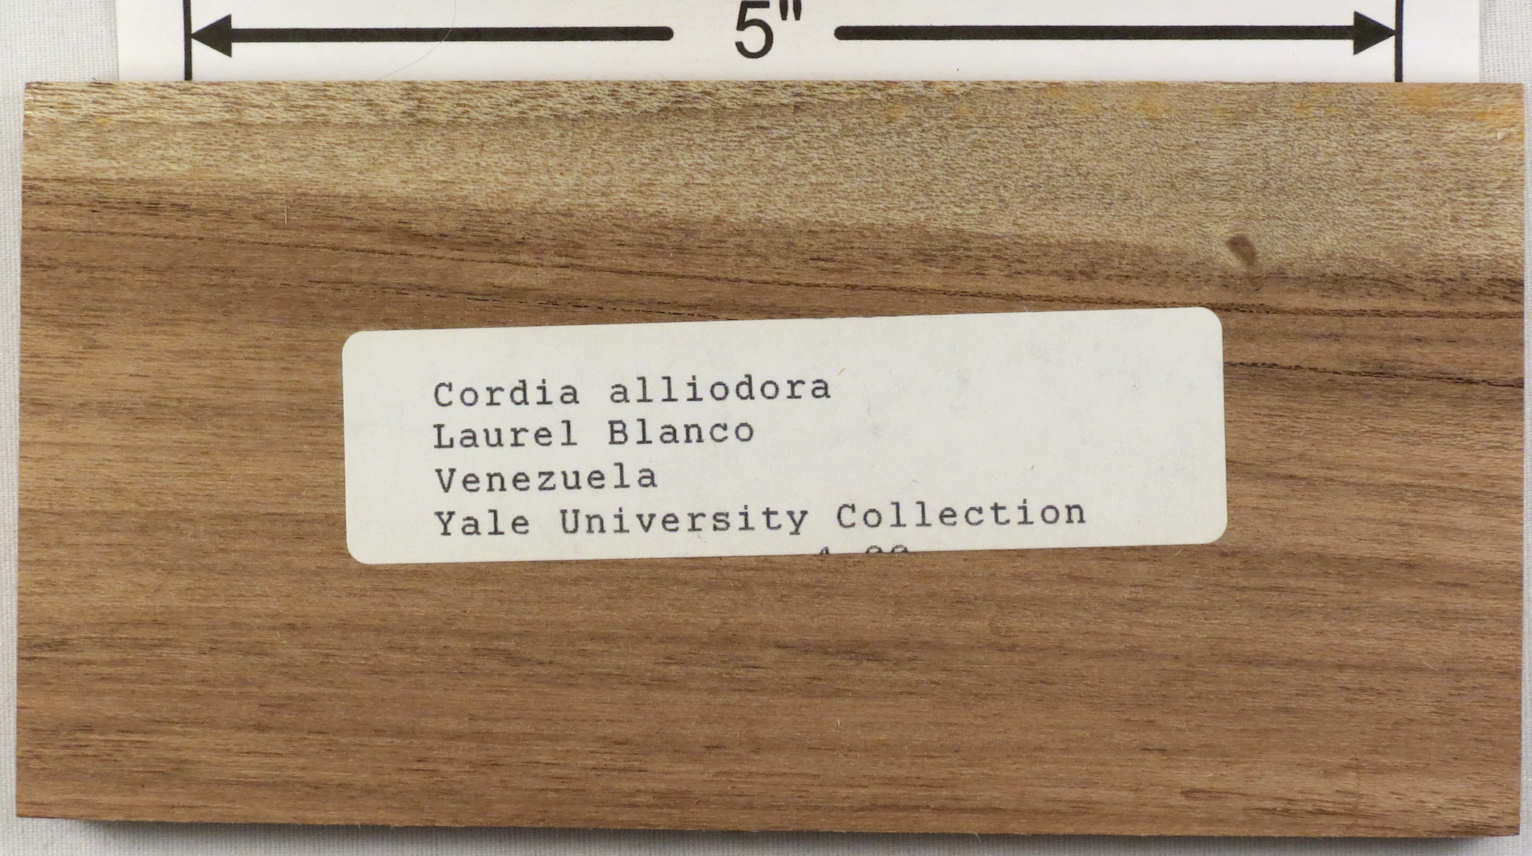 5"
Cordia alliodora
Laurel Blanco
Venezuela
Yale University Collection